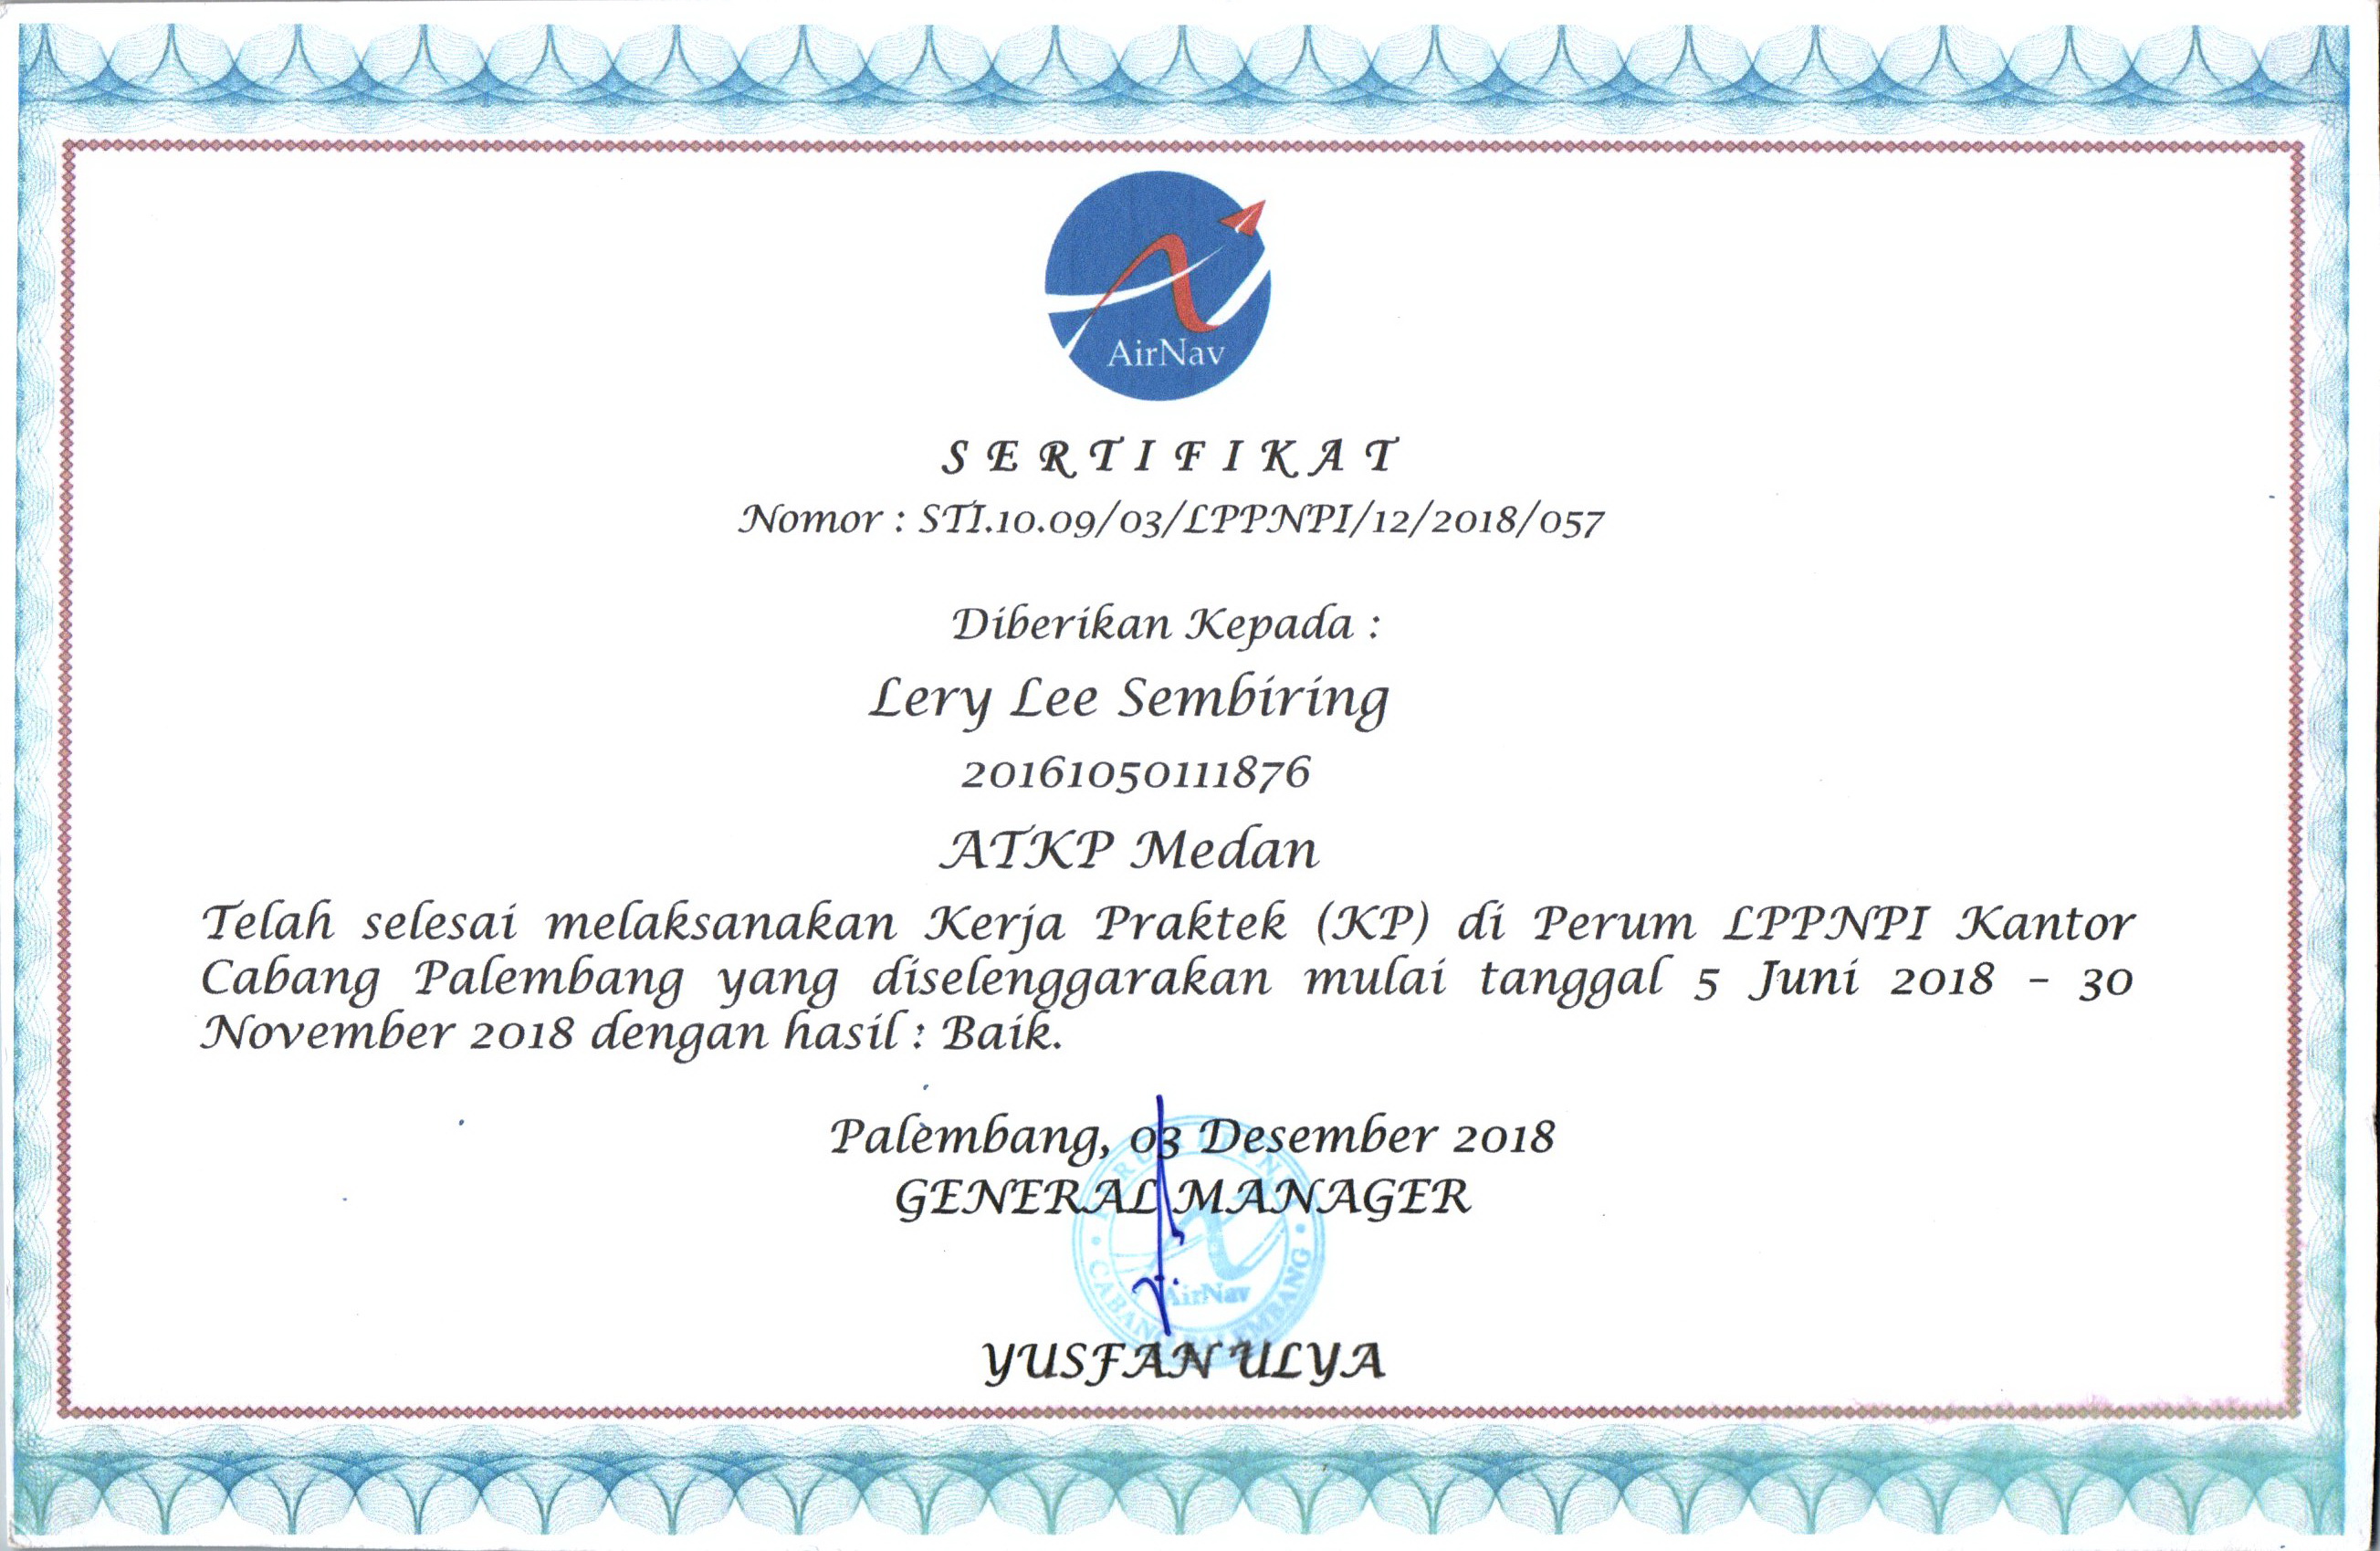 AirNav
SERTIFIKAT
Nomor : STI.10.09/03/LPPNPI/12/2018/057
Diberikan Kepada :
Lery Lee Sembiring
20161050111876
ATKP Medan
Telah selesai melaksanakan Kerja Praktek (KP) di Perum LPPNPI Kantor
Cabang Palembang yang diselenggarakan mulai tanggal 5 Juni 2018 – 30
November 2018 dengan hasil : Baik.
Palembang, 03 Desember 2018
GENERAL MANAGER
PERUM LPPNPI
AirNav
CABANG PALEMBANG
YUSFAN ULYA